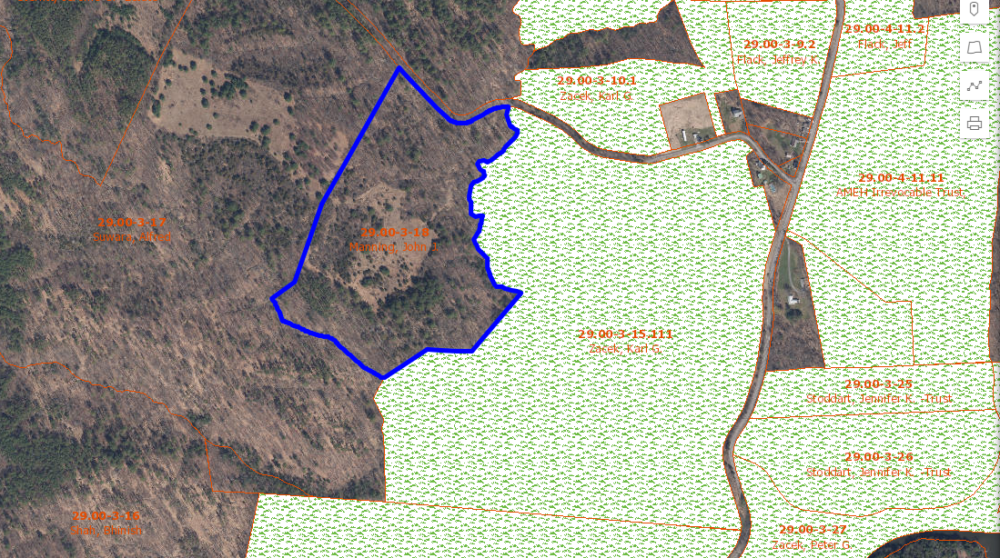 29.00-4-11.2
Flack, Jeff
29.00-3-9.2
Flack, Jeffrey K.
29.00-3-10.1
Zacek, Karl G.
29.00-4-11.11
AMEH Irrevocable Trust,
29.00-3-17
29.00-3-18
Manning, John J.
29.00-3-15.111
Zacek, Karl G.
29.00-3-25
Stoddart, Jennifer K. -Trust
29.00-3-26
Stoddart, Jennifer K. -Trust
29.00-3-16
29.00-3-27
Zacek, Peter G.